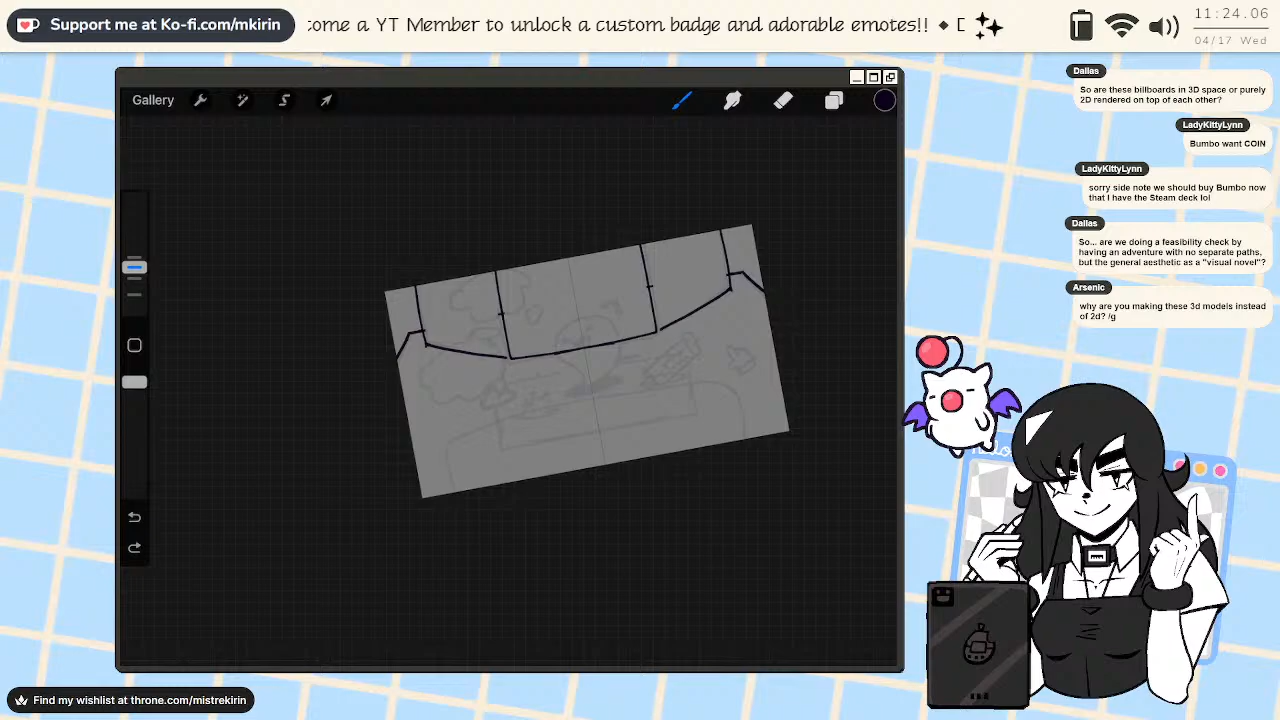 Support me at Ko-fi.com/mkirin
come a YT Member to unlock a custom badge and adorable emotes!! ◆ D
11:24.06
04/17 Wed
Gallery
Dallas
So are these billboards in 3D space or purely
2D rendered on top of each other?
LadyKittyLynn
Bumbo want COIN
LadyKittyLynn
sorry side note we should buy Bumbo now
that I have the Steam deck lol
Dallas
So... are we doing a feasibility check by
having an adventure with no separate paths,
but the general aesthetic as a "visual novel"?
Arsenic
why are you making these 3d models instead
of 2d? /g
Find my wishlist at throne.com/mistrekirin